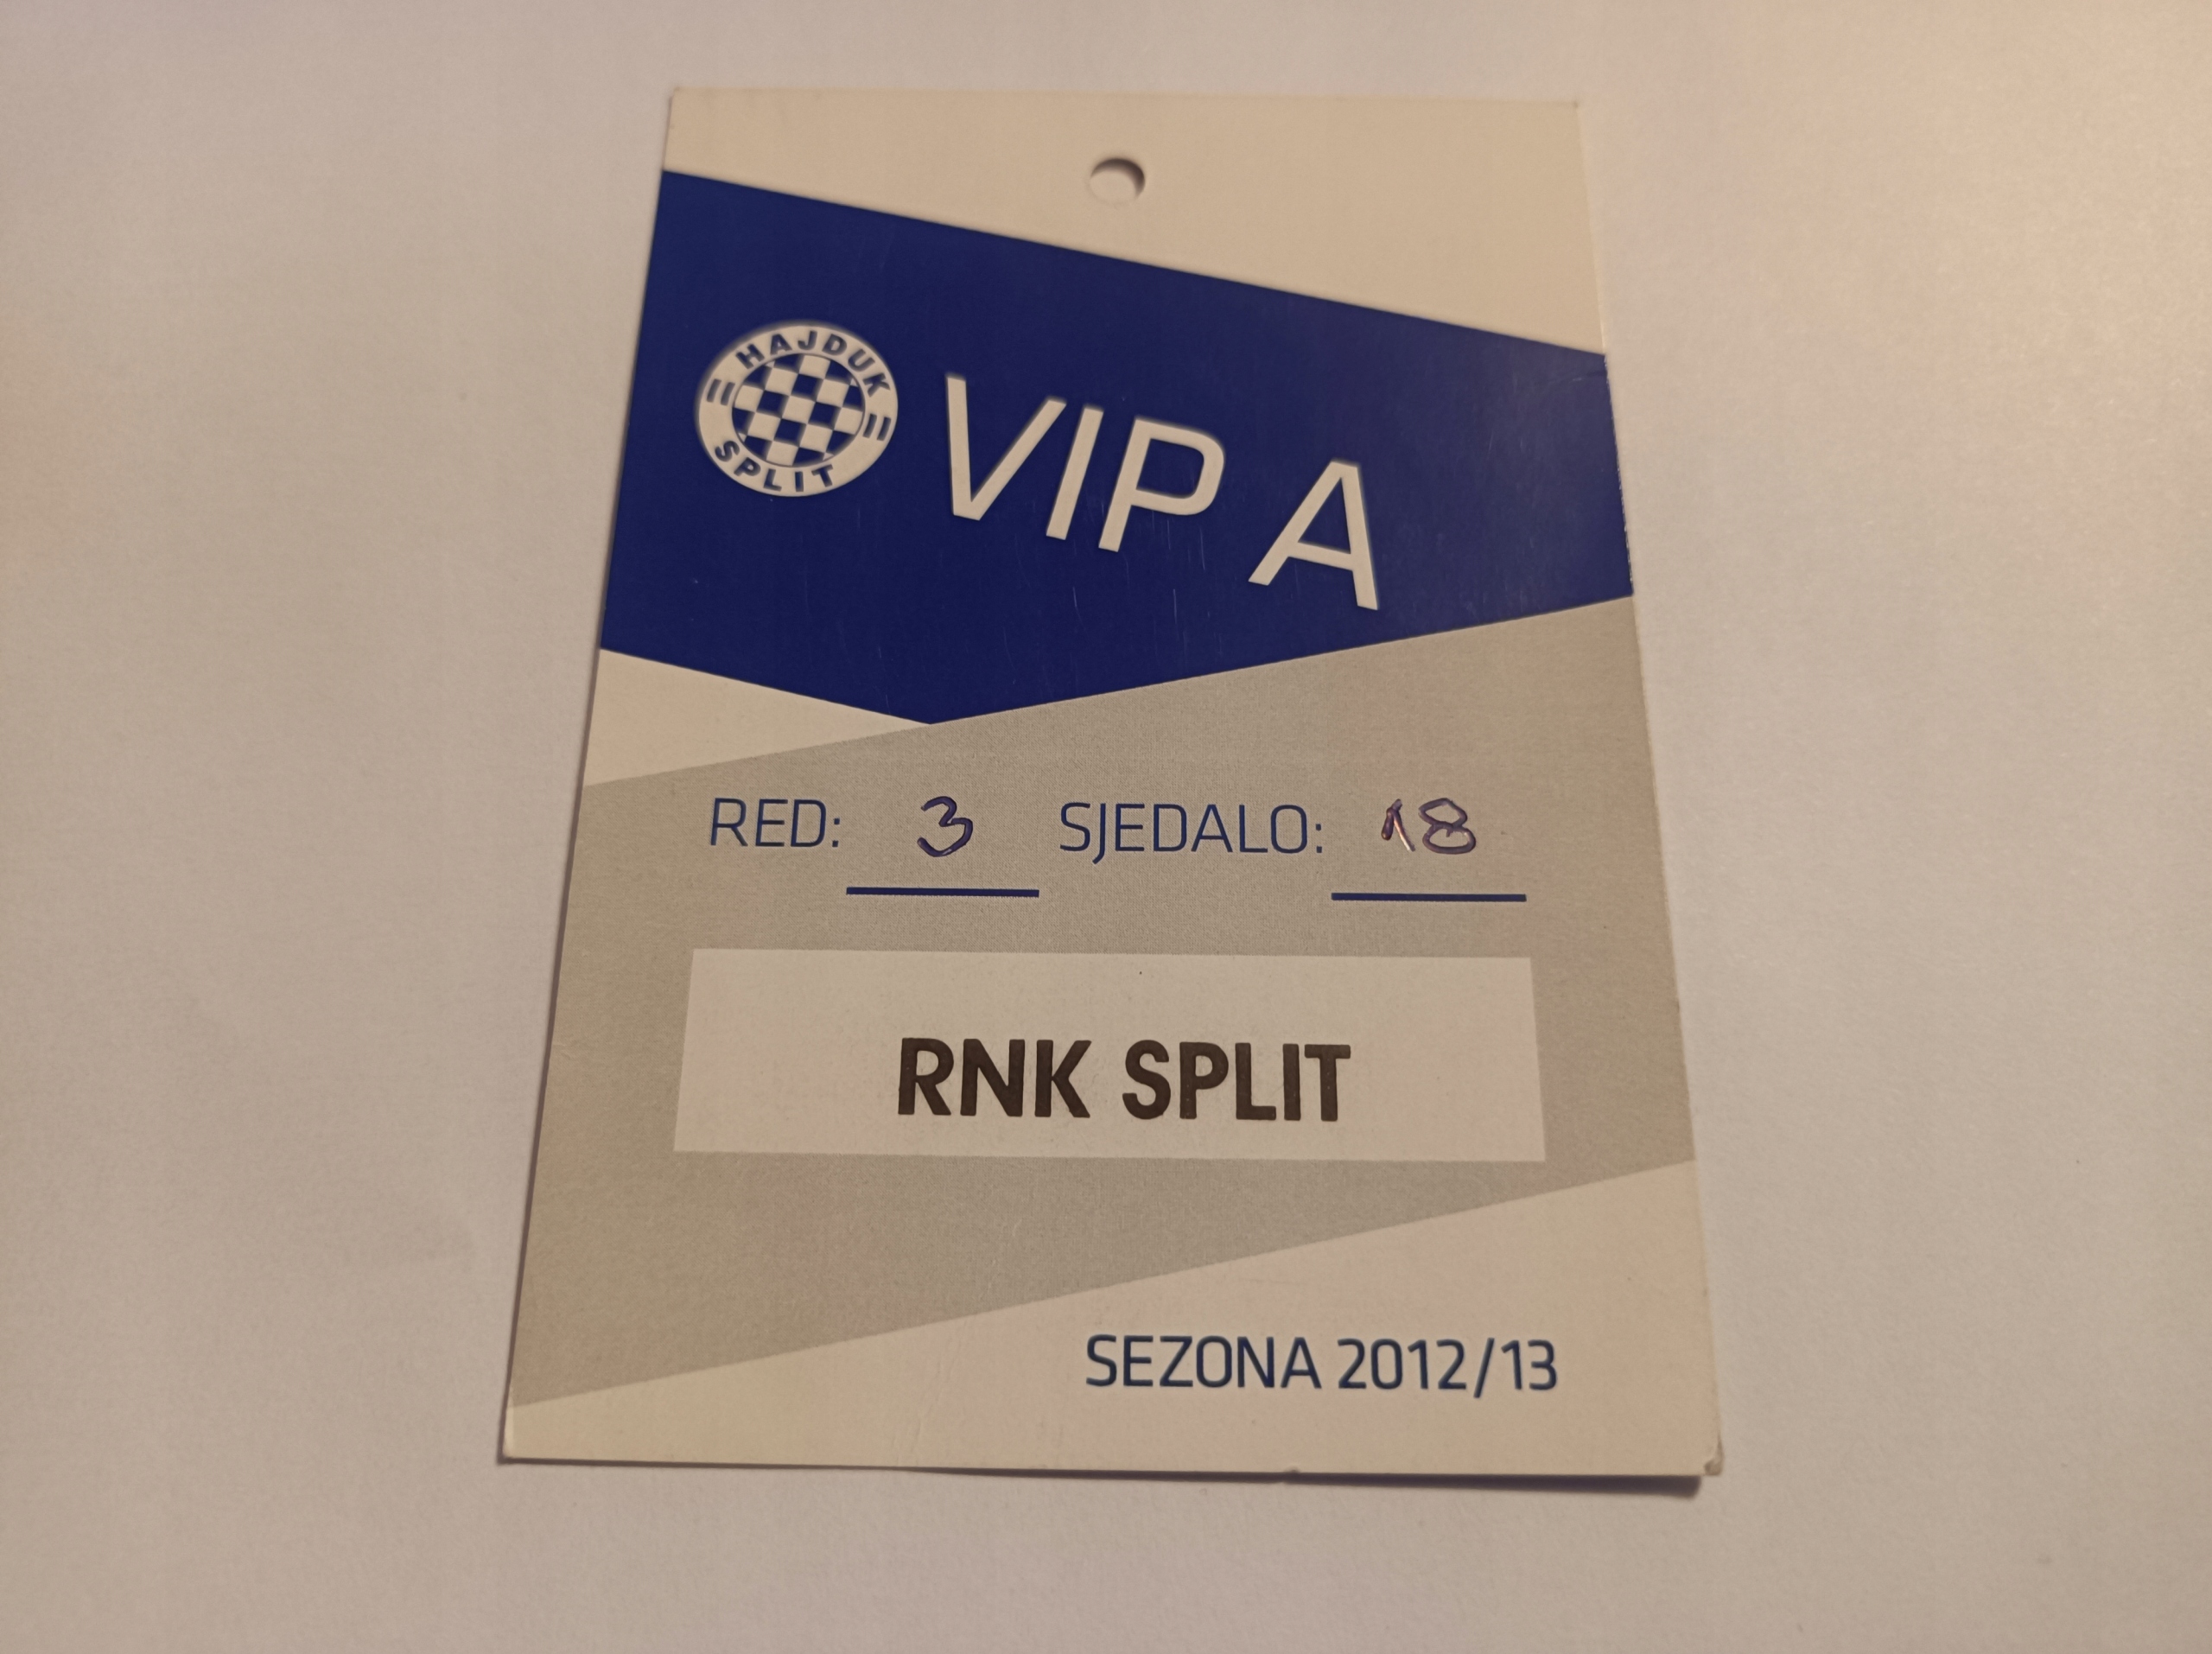 HAJDUK
SPLIT
VIP A
RED: 3 SJEDALO: 18
RNK SPLIT
SEZONA 2012/13